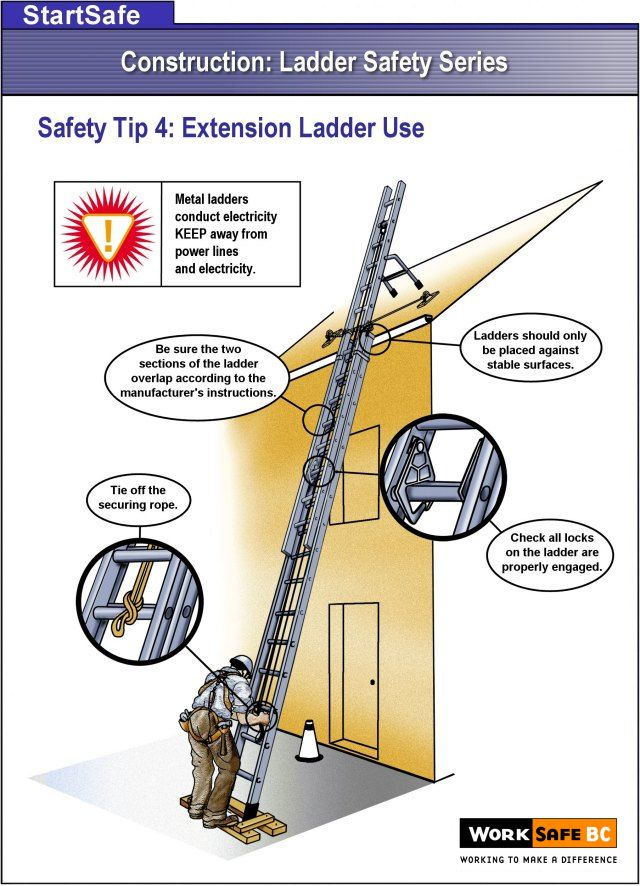 StartSafe
Construction: Ladder Safety Series
Safety Tip 4: Extension Ladder Use
!
Metal ladders
conduct electricity
KEEP away from
power lines
and electricity.
Be sure the two
sections of the ladder
overlap according to the
manufacturer's instructions.
Ladders should only
be placed against
stable surfaces.
Tie off the
securing rope.
Check all locks
on the ladder are
properly engaged.
WORK SAFE BC
WORKING TO MAKE A DIFFERENCE